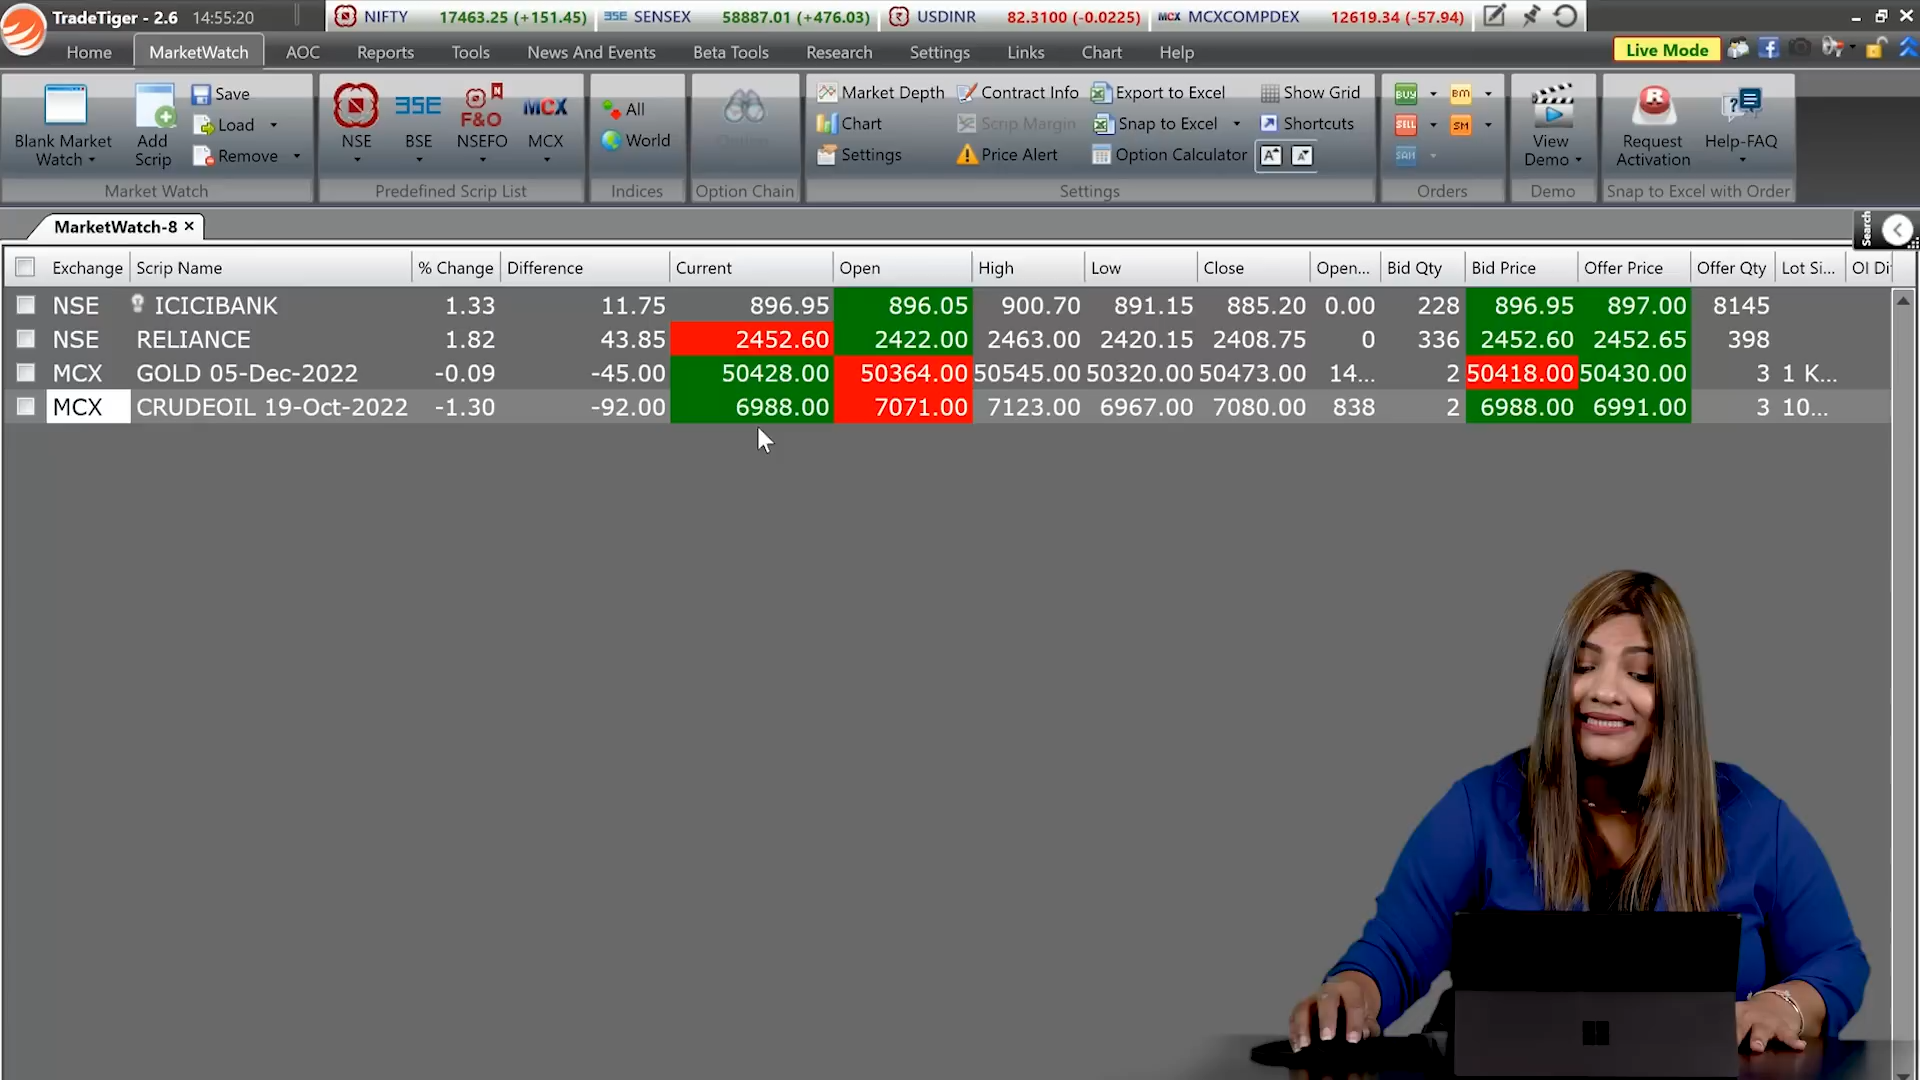 TradeTiger - 2.6 14:55:20 NIFTY 17463.25 (+151.45) BSE SENSEX 58887.01 (+476.03) USDINR 82.3100 (-0.0225) MCX MCXCOMPDEX 12619.34 (-57.94)
Home MarketWatch AOC Reports Tools News And Events Beta Tools Research Settings Links Chart Help Live Mode
Blank Market Watch
Add Scrip
Save
Load
Remove
Market Watch
NSE
BSE BSE
F&O NSEFO
MCX MCX
Predefined Scrip List
All
World
Indices
Option Chain
Market Depth Contract Info Export to Excel Show Grid
Chart Scrip Margin Snap to Excel Shortcuts
Settings Price Alert Option Calculator A A
Settings
BUY BM
SELL SM
Orders
View Demo
Demo
R Request Activation
Help-FAQ
Snap to Excel with Order
MarketWatch-8 ×
Search
Exchange Scrip Name % Change Difference Current Open High Low Close Open... Bid Qty Bid Price Offer Price Offer Qty Lot Si... OI Di
NSE ICICIBANK 1.33 11.75 896.95 896.05 900.70 891.15 885.20 0.00 228 896.95 897.00 8145
NSE RELIANCE 1.82 43.85 2452.60 2422.00 2463.00 2420.15 2408.75 0 336 2452.60 2452.65 398
MCX GOLD 05-Dec-2022 -0.09 -45.00 50428.00 50364.00 50545.00 50320.00 50473.00 14... 2 50418.00 50430.00 3 1 K...
MCX CRUDEOIL 19-Oct-2022 -1.30 -92.00 6988.00 7071.00 7123.00 6967.00 7080.00 838 2 6988.00 6991.00 3 10...